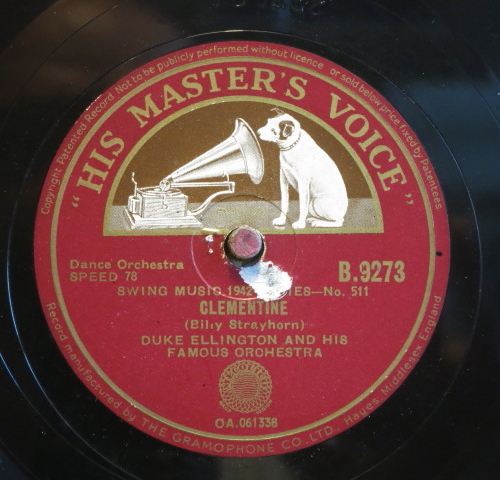 Copyright Patented Record Not to be publicly performed without licence or sold below price fixed by Patentees
"HIS MASTER'S VOICE"
Dance Orchestra
SPEED 78
B.9273
SWING MUSIC 1942 No. 511
CLEMENTINE
(Billy Strayhorn)
DUKE ELLINGTON AND HIS
FAMOUS ORCHESTRA
OA.061338
Record manufactured by THE GRAMOPHONE CO., LTD., Hayes, Middlesex, England